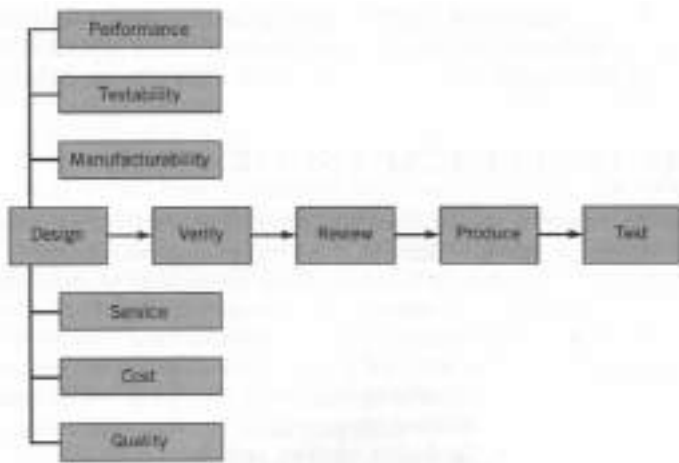 Performance
Testability
Manufacturability
Design
Verify
Review
Produce
Test
Service
Cost
Quality